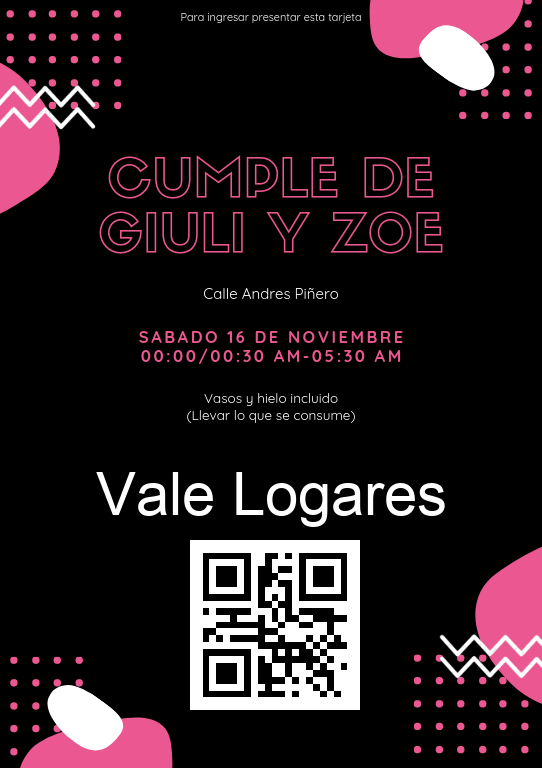 Para ingresar presentar esta tarjeta
CUMPLE DE
GIULI Y ZOE
Calle Andres Piñero
SABADO 16 DE NOVIEMBRE
00:00/00:30 AM-05:30 AM
Vasos y hielo incluido
(Llevar lo que se consume)
Vale Logares